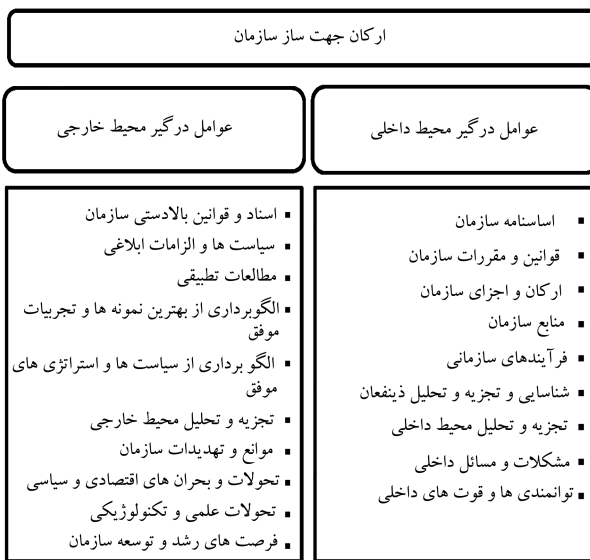 ارکان جهت ساز سازمان
عوامل درگیر محیط داخلی
عوامل درگیر محیط خارجی
▪ اساسنامه سازمان
▪ قوانین و مقررات سازمان
▪ ارکان و اجزای سازمان
▪ منابع سازمان
▪ فرآیندهای سازمانی
▪ شناسایی و تجزیه و تحلیل ذینفعان
▪ تجزیه و تحلیل محیط داخلی
▪ مشکلات و مسائل داخلی
▪ توانمندی ها و قوت های داخلی
▪ اسناد و قوانین بالادستی سازمان
▪ سیاست ها و الزامات ابلاغی
▪ مطالعات تطبیقی
▪ الگوبرداری از بهترین نمونه ها و تجربیات
موفق
▪ الگو برداری از سیاست ها و استراتژی های
موفق
▪ تجزیه و تحلیل محیط خارجی
▪ موانع و تهدیدات سازمان
▪ تحولات و بحران های اقتصادی و سیاسی
▪ تحولات علمی و تکنولوژیکی
▪ فرصت های رشد و توسعه سازمان